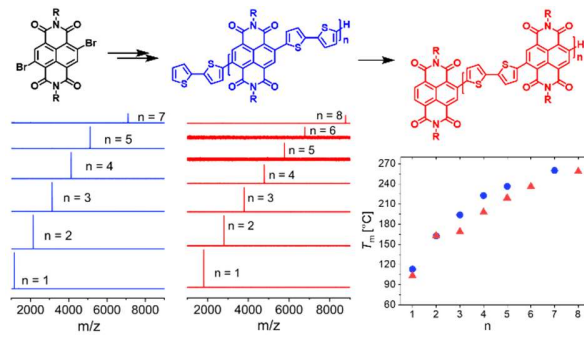 R
O N O
Br
Br
O N O
R
R
O N O
S
S
H
n
S
S
O N O
R
R
O N O
S
S
O N O
R
R
O N O
H
n
O N O
R
n = 7
n = 5
n = 4
n = 3
n = 2
n = 1
2000 4000 6000 8000
m/z
n = 8
n = 6
n = 5
n = 4
n = 3
n = 2
n = 1
2000 4000 6000 8000
m/z
Tm [°C]
270
240
210
180
150
120
90
1 2 3 4 5 6 7 8
n